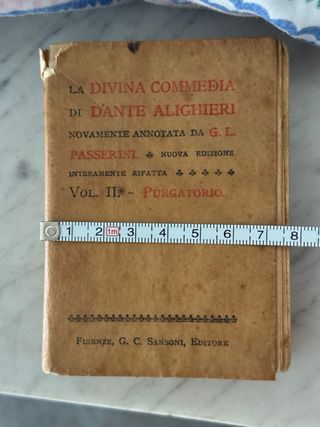 LA DIVINA COMMEDIA
DI DANTE ALIGHIERI
NOVAMENTE ANNOTATA DA G. L.
PASSERINI. NUOVA EDIZIONE
INTERAMENTE RIFATTA
VOL. II. - PURGATORIO.
1 2 1m 3 4 5 6 7 8
FIRENZE, G. C. SANSONI, EDITORE